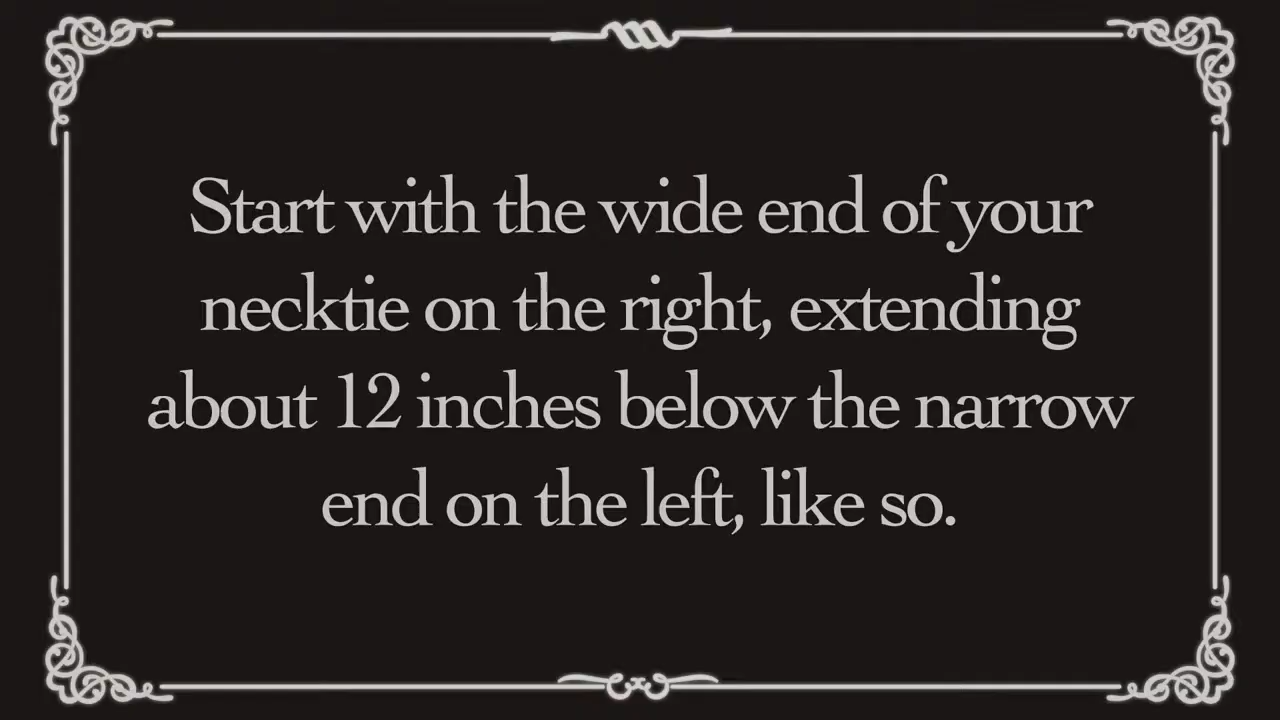 Start with the wide end of your
necktie on the right, extending
about 12 inches below the narrow
end on the left, like so.